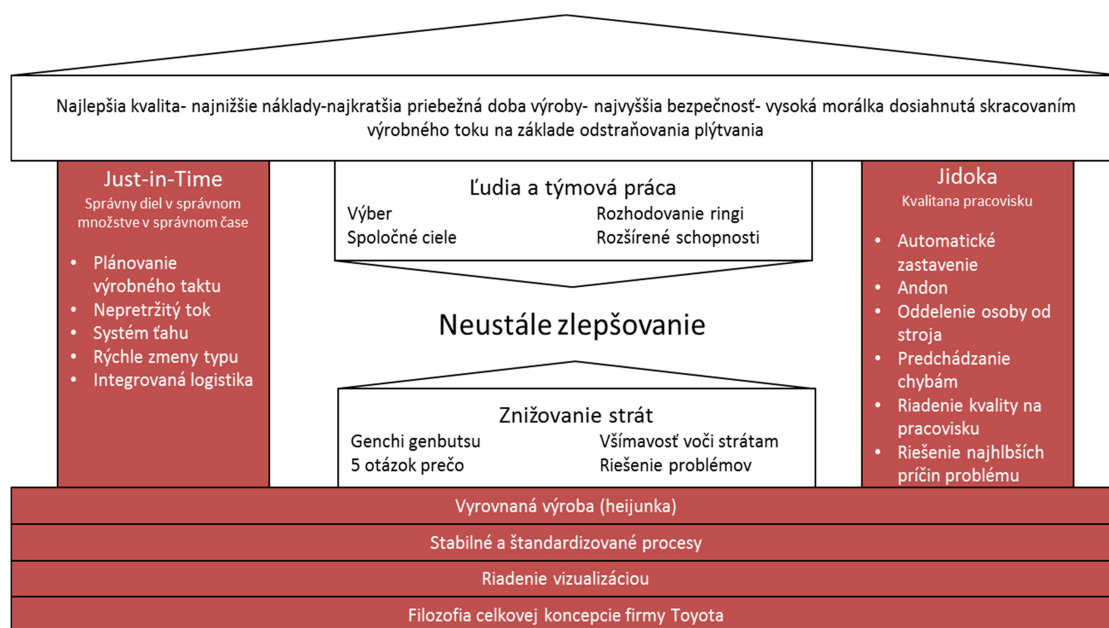 Najlepšia kvalita- najnižšie náklady-najkratšia priebežná doba výroby- najvyššia bezpečnosť- vysoká morálka dosiahnutá skracovaním
výrobného toku na základe odstraňovania plýtvania
Just-in-Time
Správny diel v správnom
množstve v správnom čase
• Plánovanie
výrobného taktu
• Nepretržitý tok
• Systém ťahu
• Rýchle zmeny typu
• Integrovaná logistika
Ľudia a týmová práca
Výber
Rozhodovanie ringi
Spoločné ciele
Rozšírené schopnosti
Neustále zlepšovanie
Znižovanie strát
Genchi genbutsu
Všímavosť voči strátam
5 otázok prečo
Riešenie problémov
Jidoka
Kvalitana pracovisku
• Automatické
zastavenie
• Andon
• Oddelenie osoby od
stroja
• Predchádzanie
chybám
• Riadenie kvality na
pracovisku
• Riešenie najhlbších
príčin problému
Vyrovnaná výroba (heijunka)
Stabilné a štandardizované procesy
Riadenie vizualizáciou
Filozofia celkovej koncepcie firmy Toyota